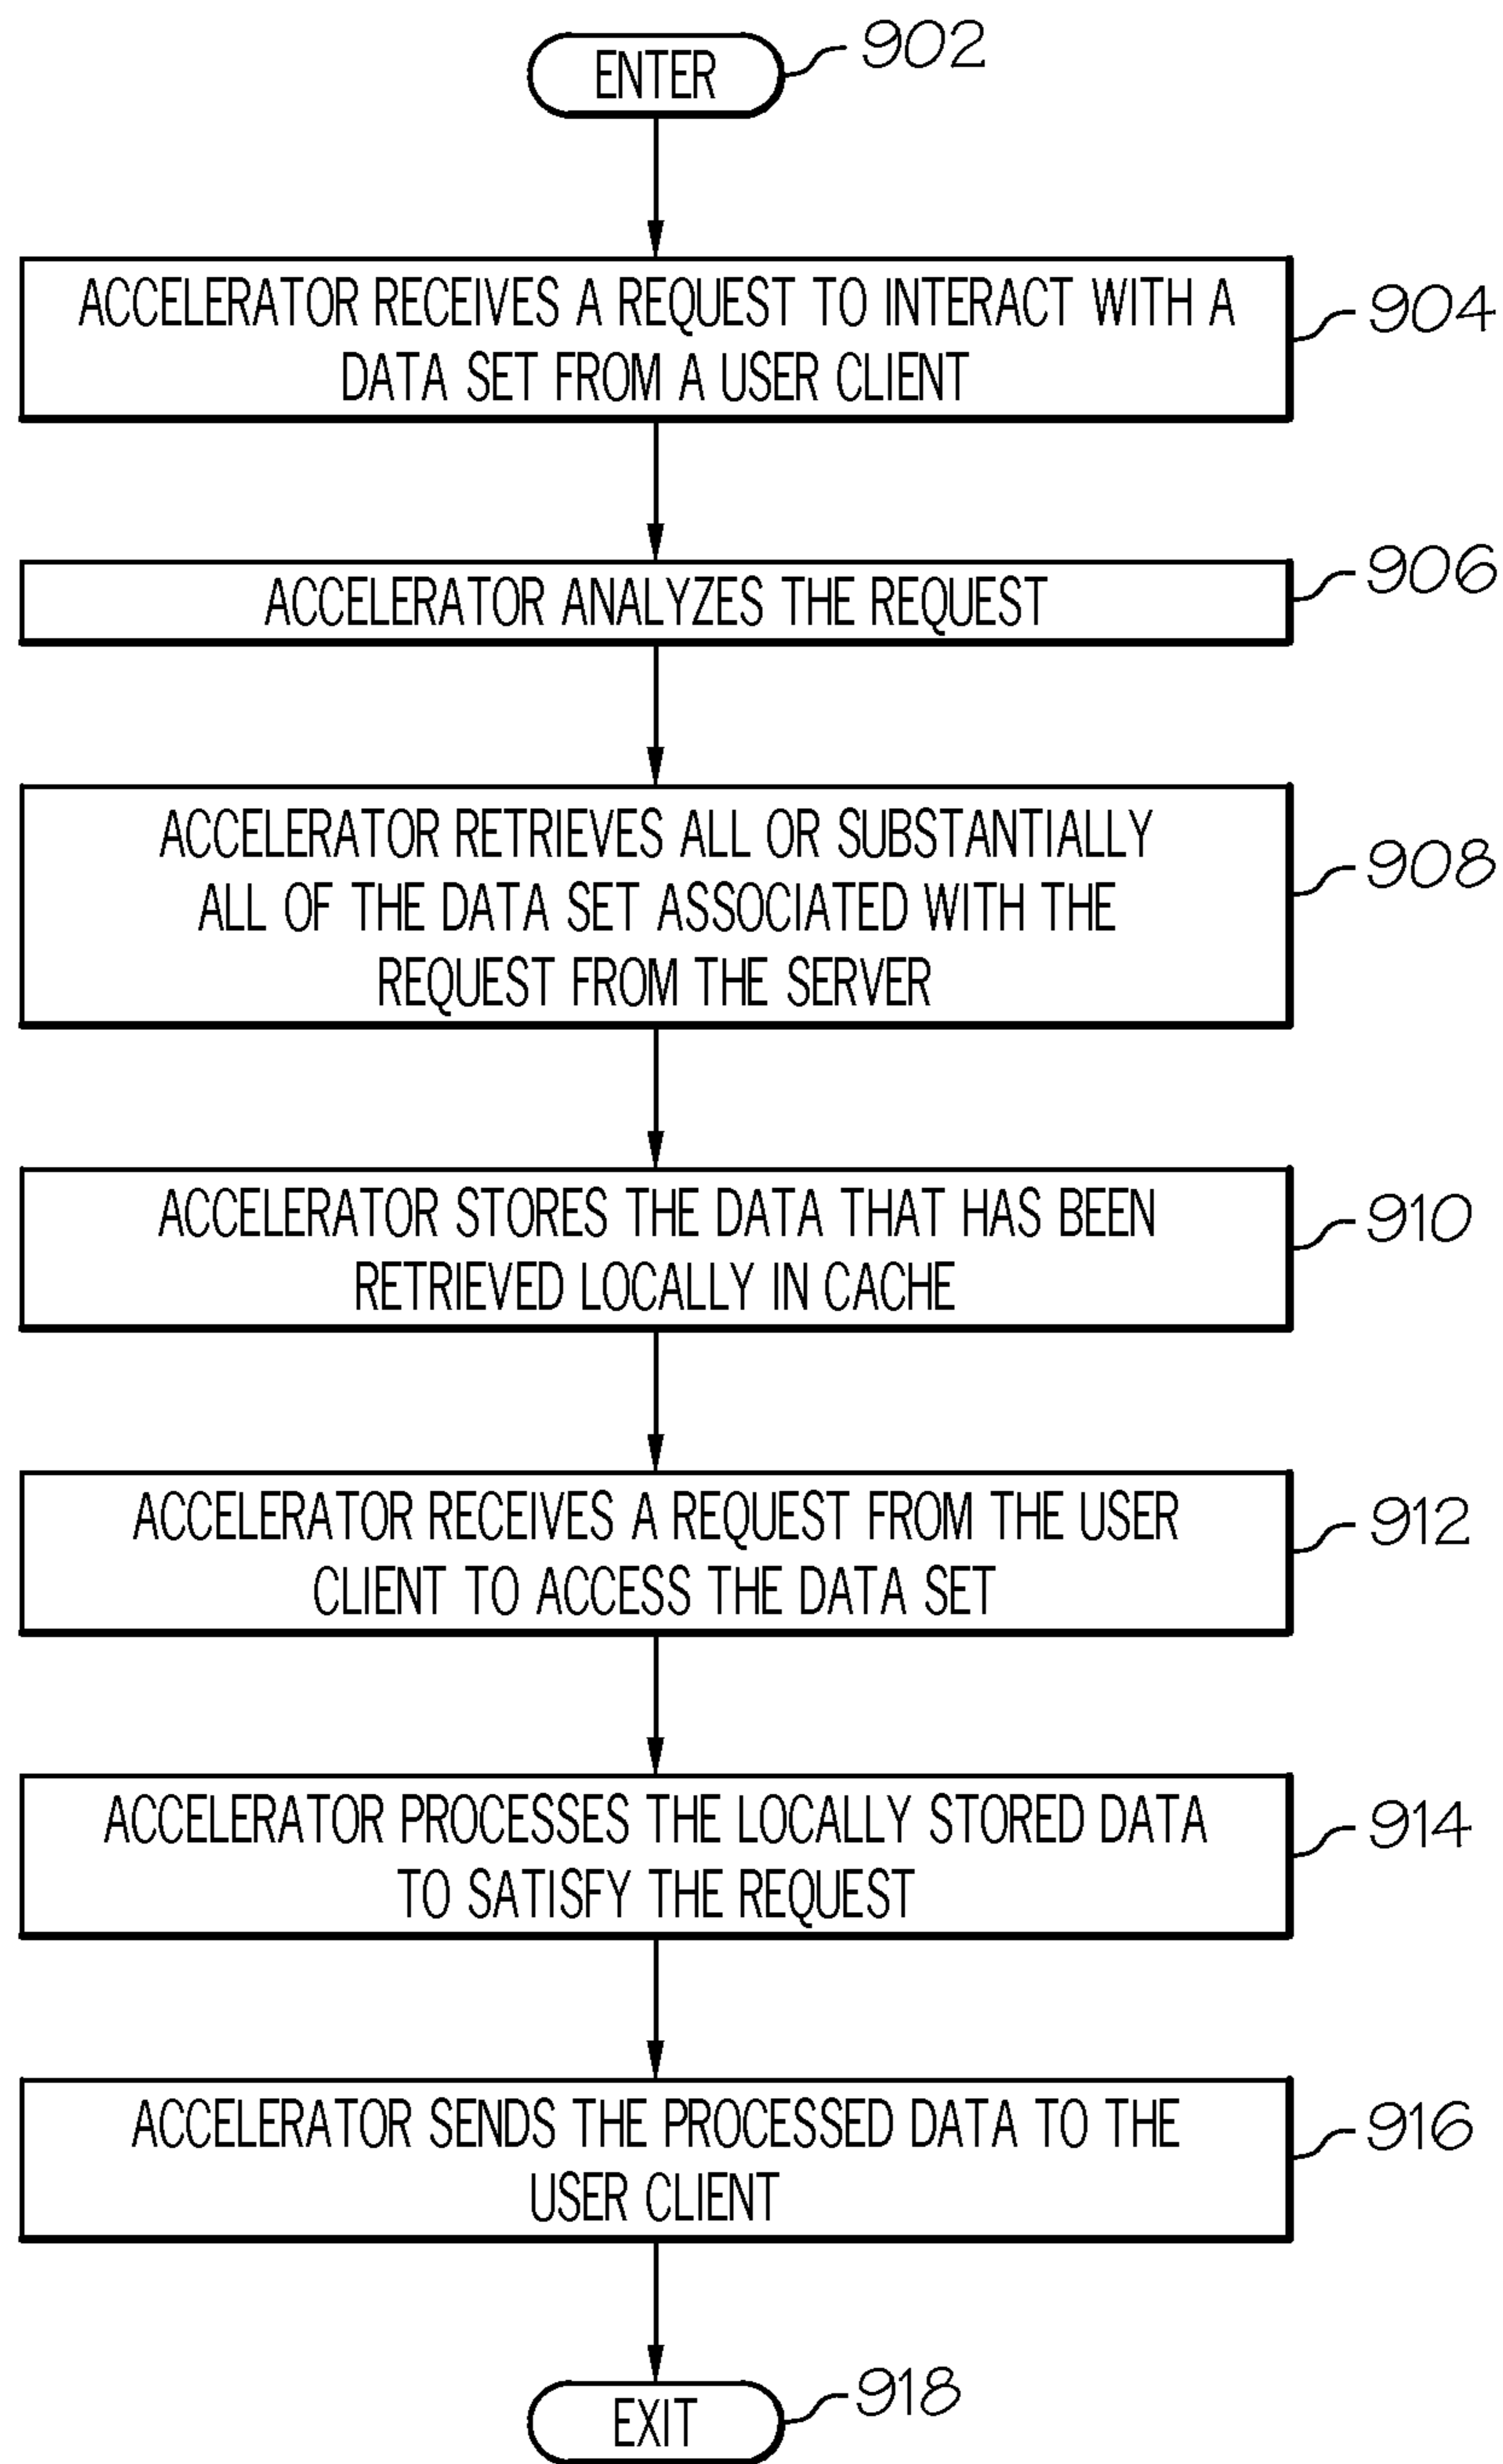 ENTER
902
ACCELERATOR RECEIVES A REQUEST TO INTERACT WITH A
DATA SET FROM A USER CLIENT
904
ACCELERATOR ANALYZES THE REQUEST
906
ACCELERATOR RETRIEVES ALL OR SUBSTANTIALLY
ALL OF THE DATA SET ASSOCIATED WITH THE
REQUEST FROM THE SERVER
908
ACCELERATOR STORES THE DATA THAT HAS BEEN
RETRIEVED LOCALLY IN CACHE
910
ACCELERATOR RECEIVES A REQUEST FROM THE USER
CLIENT TO ACCESS THE DATA SET
912
ACCELERATOR PROCESSES THE LOCALLY STORED DATA
TO SATISFY THE REQUEST
914
ACCELERATOR SENDS THE PROCESSED DATA TO THE
USER CLIENT
916
EXIT
918